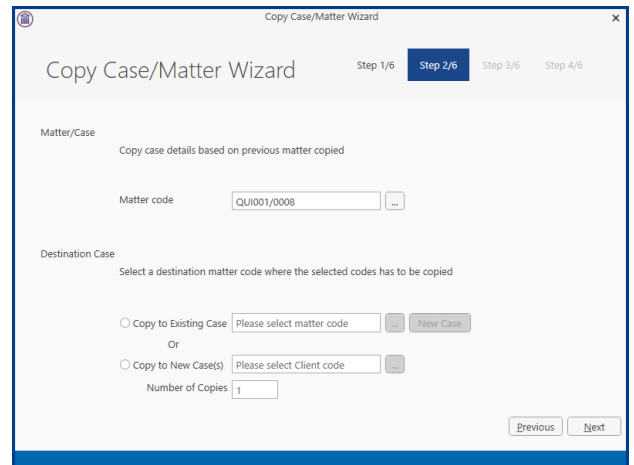 Copy Case/Matter Wizard
×
Copy Case/Matter Wizard
Step 1/6
Step 2/6
Step 3/6
Step 4/6
Matter/Case
Copy case details based on previous matter copied
Matter code
QUI001/0008
...
Destination Case
Select a destination matter code where the selected codes has to be copied
Copy to Existing Case
Please select matter code
...
New Case
Or
Copy to New Case(s)
Please select Client code
...
Number of Copies
1
Previous
Next